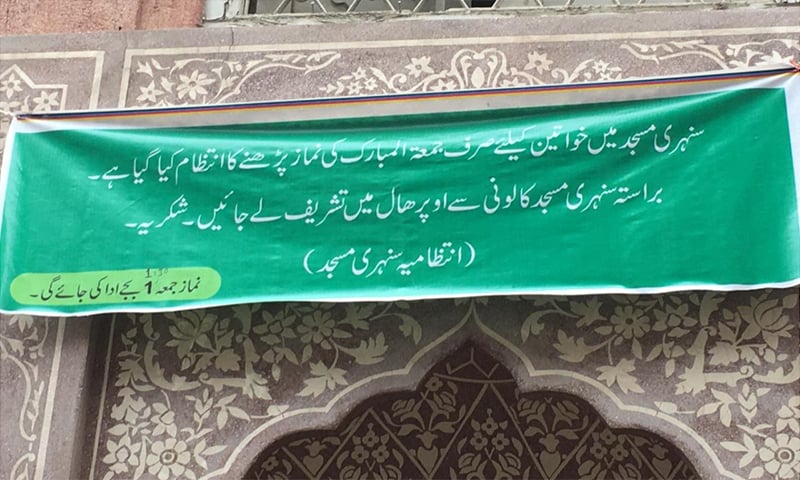 سنہری مسجد میں خواتین کیلئے صرف جمعۃ المبارک کی نماز پڑھنے کا انتظام کیا گیا ہے۔
براستہ سنہری مسجد کالونی سے اوپر ھال میں تشریف لے جائیں۔ شکریہ۔
(انتظامیہ سنہری مسجد)
1:30
نماز جمعہ 1 بجے ادا کی جائے گی۔